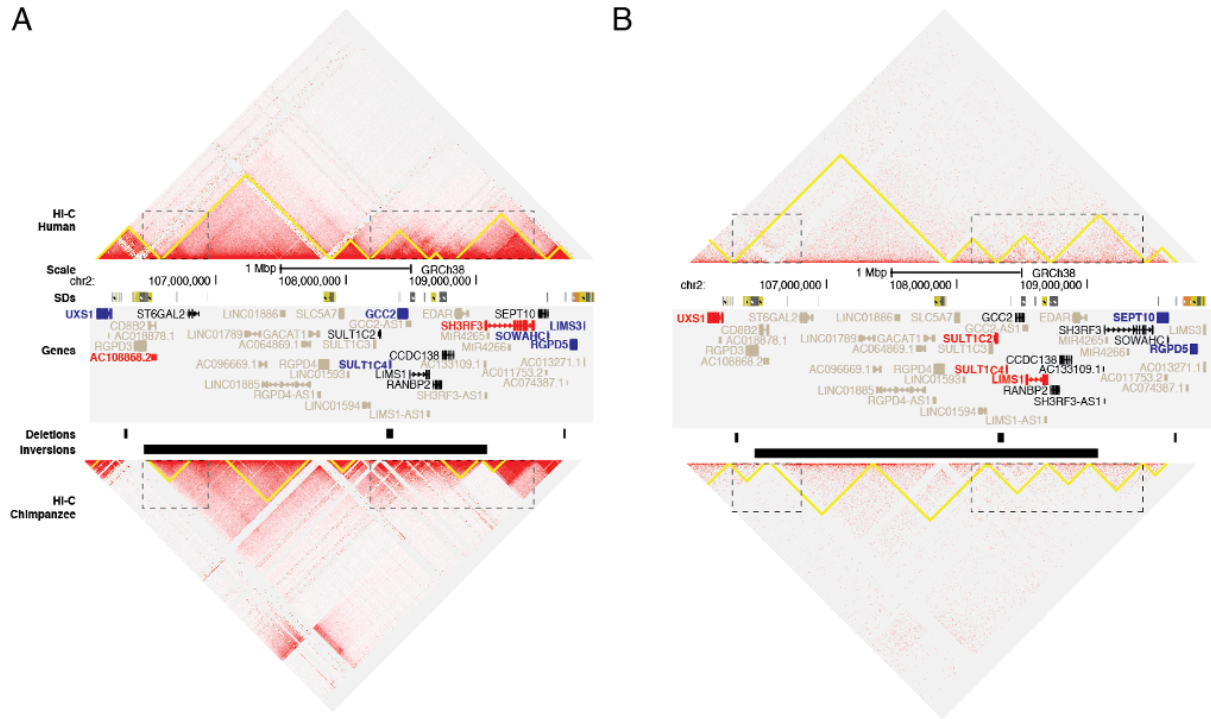 A
Hi-C
Human
Scale
1 Mbp
GRCh38
chr2:
107,000,000
108,000,000
109,000,000
SDs
UXS1
ST6GAL2
LINC01886
SLC5A7
GCC2
EDAR
SEPT10
CD8B2
AC018878.1
GCC2-AS1
SH3RF3
LIMS3
LINC01789
GACAT1
SULT1C2
MIR4265
SOWAHC
RGPD3
AC064869.1
SULT1C3
MIR4266
RGPD5
Genes
AC108868.2
CCDC138
AC133109.1
AC013271.1
AC096669.1
RGPD4
SULT1C4
LINC01593
LIMS1
AC011753.2
LINC01885
RANBP2
AC074387.1
RGPD4-AS1
SH3RF3-AS1
LINC01594
LIMS1-AS1
Deletions
Inversions
Hi-C
Chimpanzee
B
1 Mbp
GRCh38
chr2:
107,000,000
108,000,000
109,000,000
UXS1
ST6GAL2
LINC01886
SLC5A7
GCC2
EDAR
SEPT10
CD8B2
AC018878.1
GCC2-AS1
SH3RF3
LIMS3
LINC01789
GACAT1
SULT1C2
MIR4265
SOWAHC
RGPD3
AC064869.1
SULT1C3
MIR4266
RGPD5
AC108868.2
CCDC138
AC133109.1
AC013271.1
AC096669.1
RGPD4
SULT1C4
LINC01593
LIMS1
AC011753.2
LINC01885
RANBP2
AC074387.1
RGPD4-AS1
SH3RF3-AS1
LINC01594
LIMS1-AS1